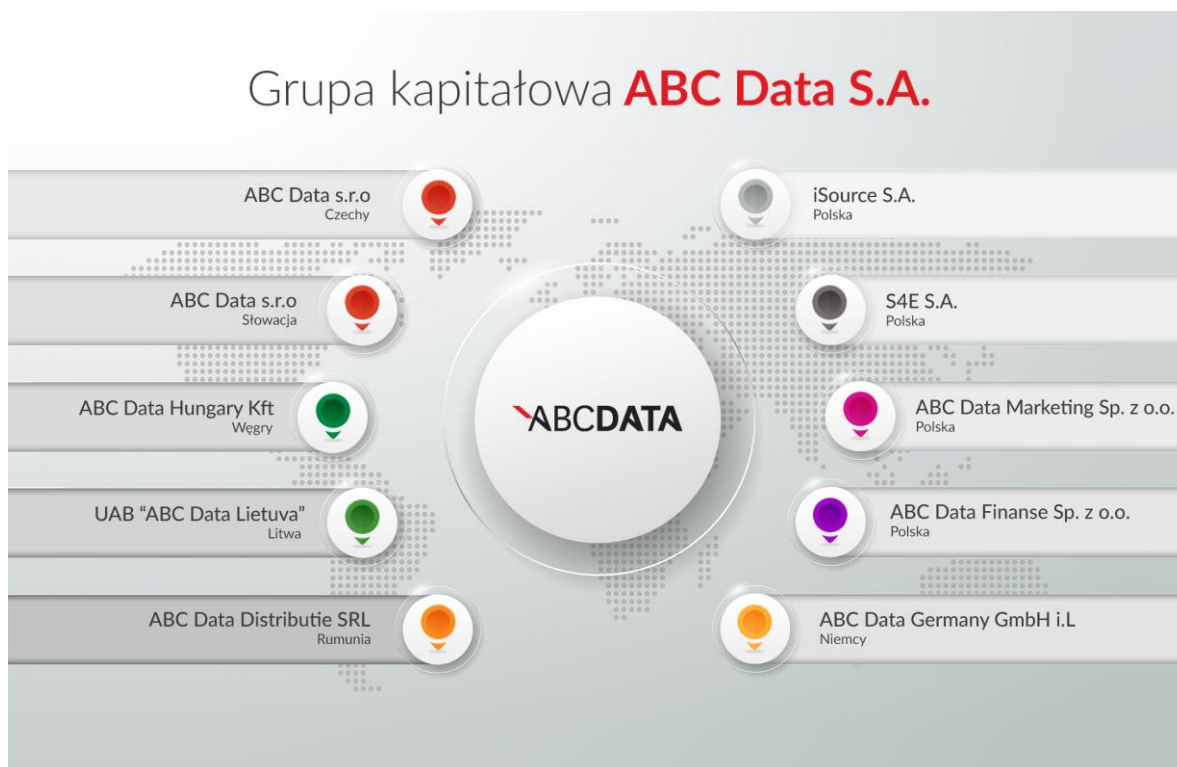 Grupa kapitałowa ABC Data S.A.
ABC Data s.r.o
Czechy
ABC Data s.r.o
Słowacja
ABC Data Hungary Kft
Węgry
UAB “ABC Data Lietuva”
Litwa
ABC Data Distributie SRL
Rumunia
ABCDATA
iSource S.A.
Polska
S4E S.A.
Polska
ABC Data Marketing Sp. z o.o.
Polska
ABC Data Finanse Sp. z o.o.
Polska
ABC Data Germany GmbH i.L
Niemcy